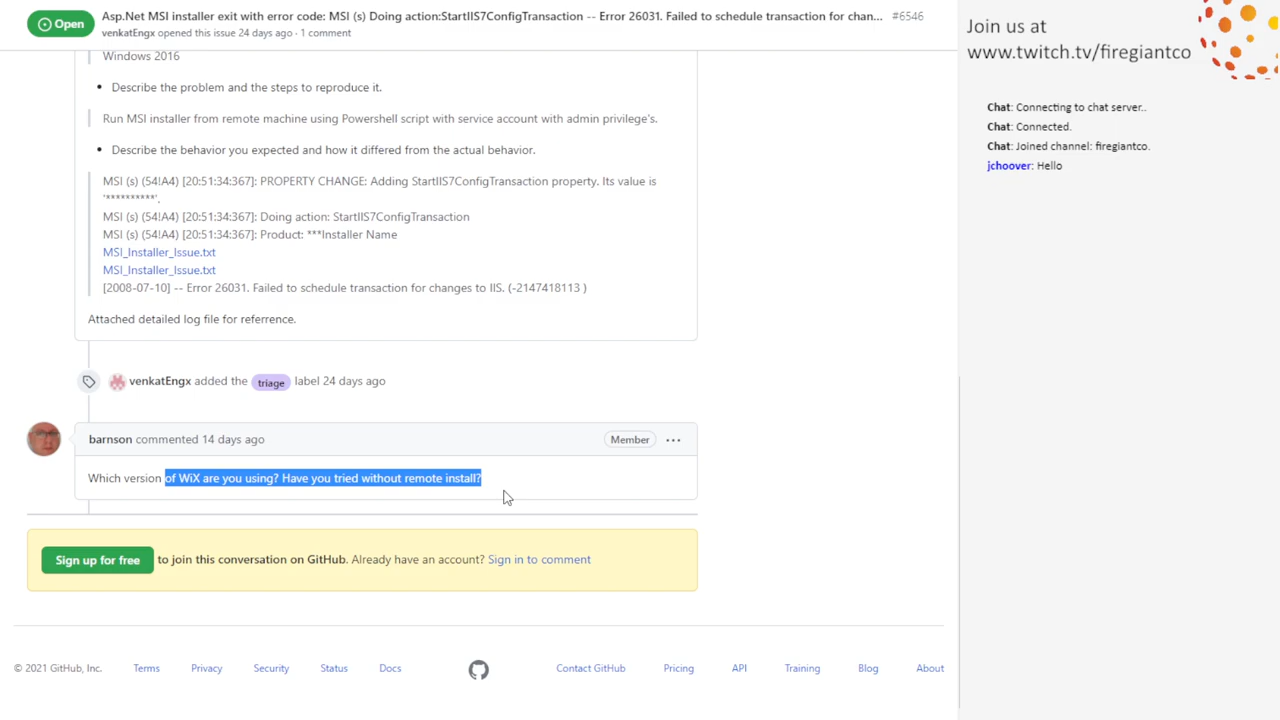 Open
Asp.Net MSI installer exit with error code: MSI (s) Doing action:StartIIS7ConfigTransaction -- Error 26031. Failed to schedule transaction for chan... #6546
venkatEngx opened this issue 24 days ago · 1 comment
Windows 2016
• Describe the problem and the steps to reproduce it.
Run MSI installer from remote machine using Powershell script with service account with admin privilege's.
• Describe the behavior you expected and how it differed from the actual behavior.
MSI (s) (54!A4) [20:51:34:367]: PROPERTY CHANGE: Adding StartIIS7ConfigTransaction property. Its value is
'**********'.
MSI (s) (54!A4) [20:51:34:367]: Doing action: StartIIS7ConfigTransaction
MSI (s) (54!A4) [20:51:34:367]: Product: ***Installer Name
MSI_Installer_Issue.txt
MSI_Installer_Issue.txt
[2008-07-10] -- Error 26031. Failed to schedule transaction for changes to IIS. (-2147418113 )
Attached detailed log file for referrence.
venkatEngx added the triage label 24 days ago
barnson commented 14 days ago Member ...
Which version of WiX are you using? Have you tried without remote install?
Sign up for free to join this conversation on GitHub. Already have an account? Sign in to comment
© 2021 GitHub, Inc. Terms Privacy Security Status Docs Contact GitHub Pricing API Training Blog About
Join us at
www.twitch.tv/firegiantco
Chat: Connecting to chat server..
Chat: Connected.
Chat: Joined channel: firegiantco.
jchoover: Hello